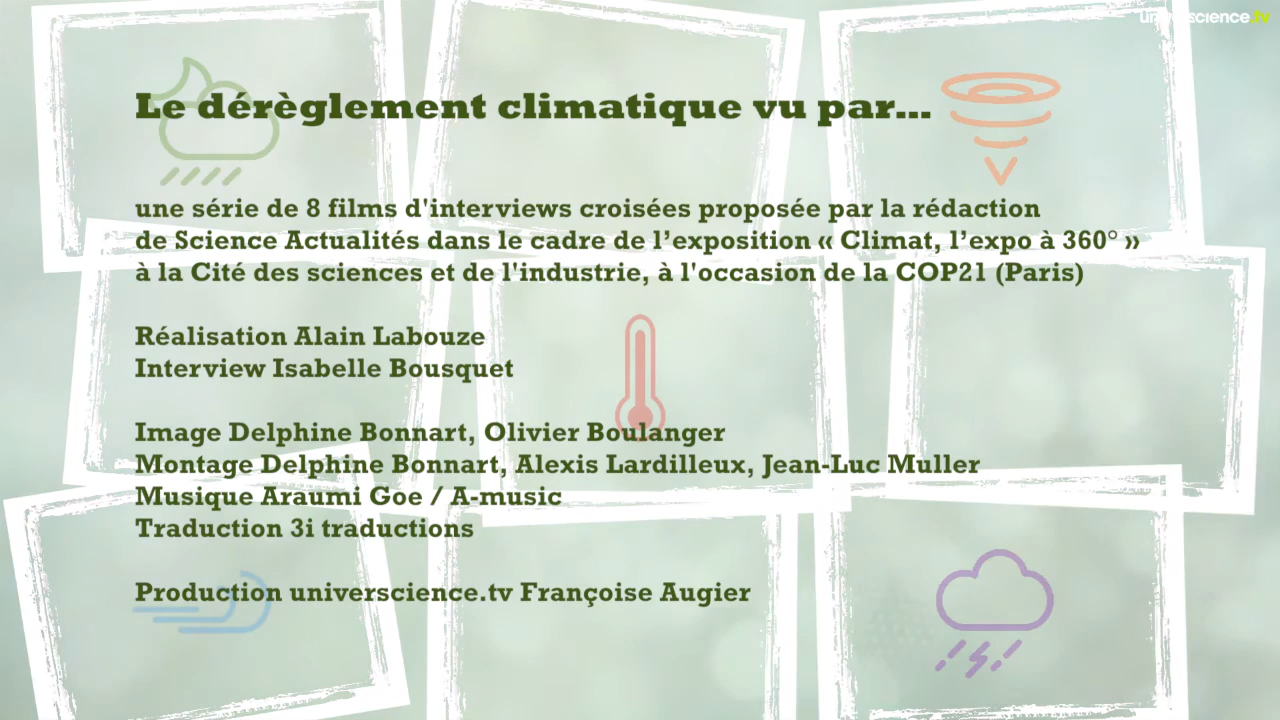 universcience.tv
Le dérèglement climatique vu par...
une série de 8 films d'interviews croisées proposée par la rédaction
de Science Actualités dans le cadre de l’exposition « Climat, l’expo à 360° »
à la Cité des sciences et de l'industrie, à l'occasion de la COP21 (Paris)
Réalisation Alain Labouze
Interview Isabelle Bousquet
Image Delphine Bonnart, Olivier Boulanger
Montage Delphine Bonnart, Alexis Lardilleux, Jean-Luc Muller
Musique Araumi Goe / A-music
Traduction 3i traductions
Production universcience.tv Françoise Augier